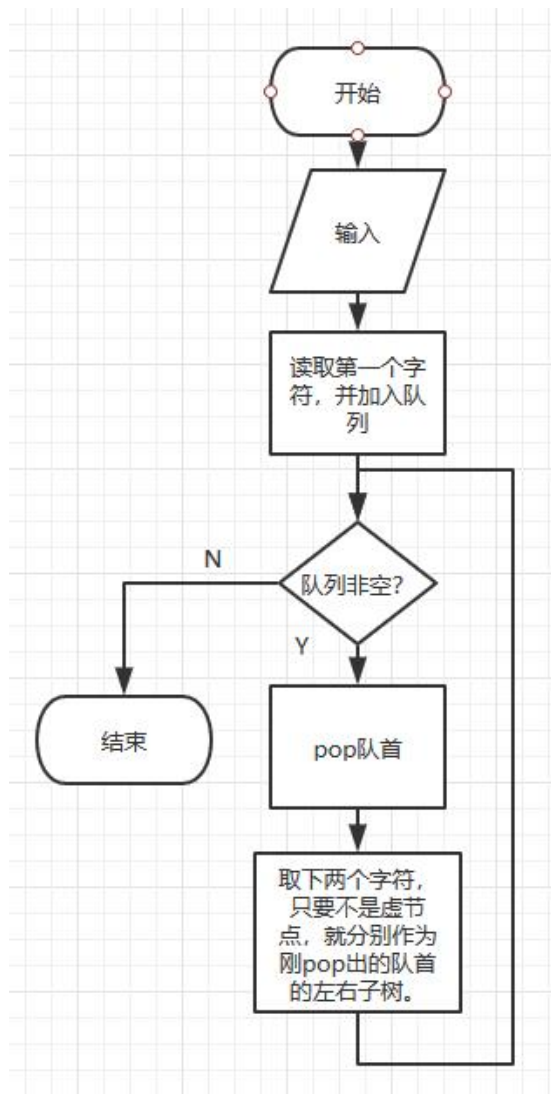 开始
输入
读取第一个字
符，并加入队
列
队列非空？
N
Y
结束
pop队首
取下两个字符，
只要不是虚节
点，就分别作为
刚pop出的队首
的左右子树。